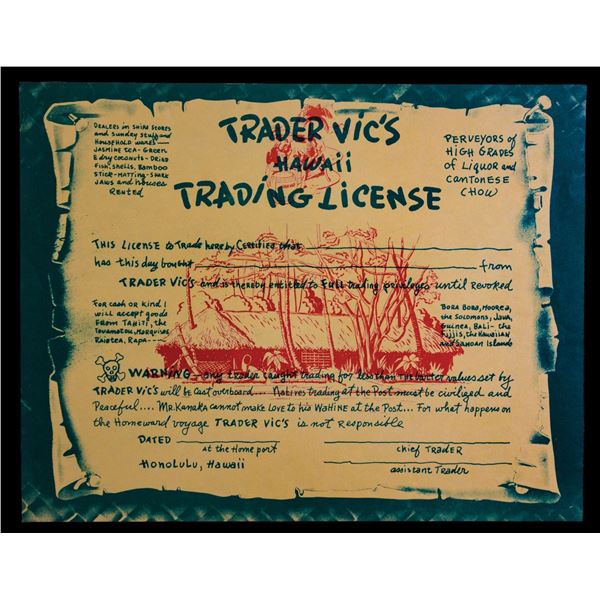 DEALERS in SHIPS STORES
and Sunday stuff and
HOUSEHOLD WARES—
JASMINE TEA - GREEN
& dry coconuts - DRIED
FISH. SHELLS, BAMBOO
STICK - MATTING - SHARK
JAWS and HOUSES
RENTED
TRADER VIC'S
HAWAII
TRADING LICENSE
PERVEYORS of
HIGH GRADES
of LIQUOR and
CANTONESE
CHOW
THIS LICENSE to TRADE hereby CERTIFIED that
has this day bought from
TRADER VIC'S and is thereby entitled to FULL trading privileges until revoked
For cash or kind I
will accept goods
FROM TAHITI, the
TOUAMOTOU, MARQUISES
RAIOTEA, RAPA——
BORA BORA, MOOREA,
the SOLOMONS, JAVA,
GUINEA, BALI - the
FIJJIS, the HAWAIIAN
and SAMOAN ISLANDS
WARNING — any trader caught trading for less than the barter values set by
TRADER VIC'S will be cast overboard.... Natives trading at the Post must be civilized and
Peaceful.... MR. KANAKA cannot make LOVE to his WAHINE at the POST... For what happens on
the Homeward voyage TRADER VIC'S is not responsible
DATED
at the Home port
HONOLULU, HAWAII
chief TRADER
assistant TRADER